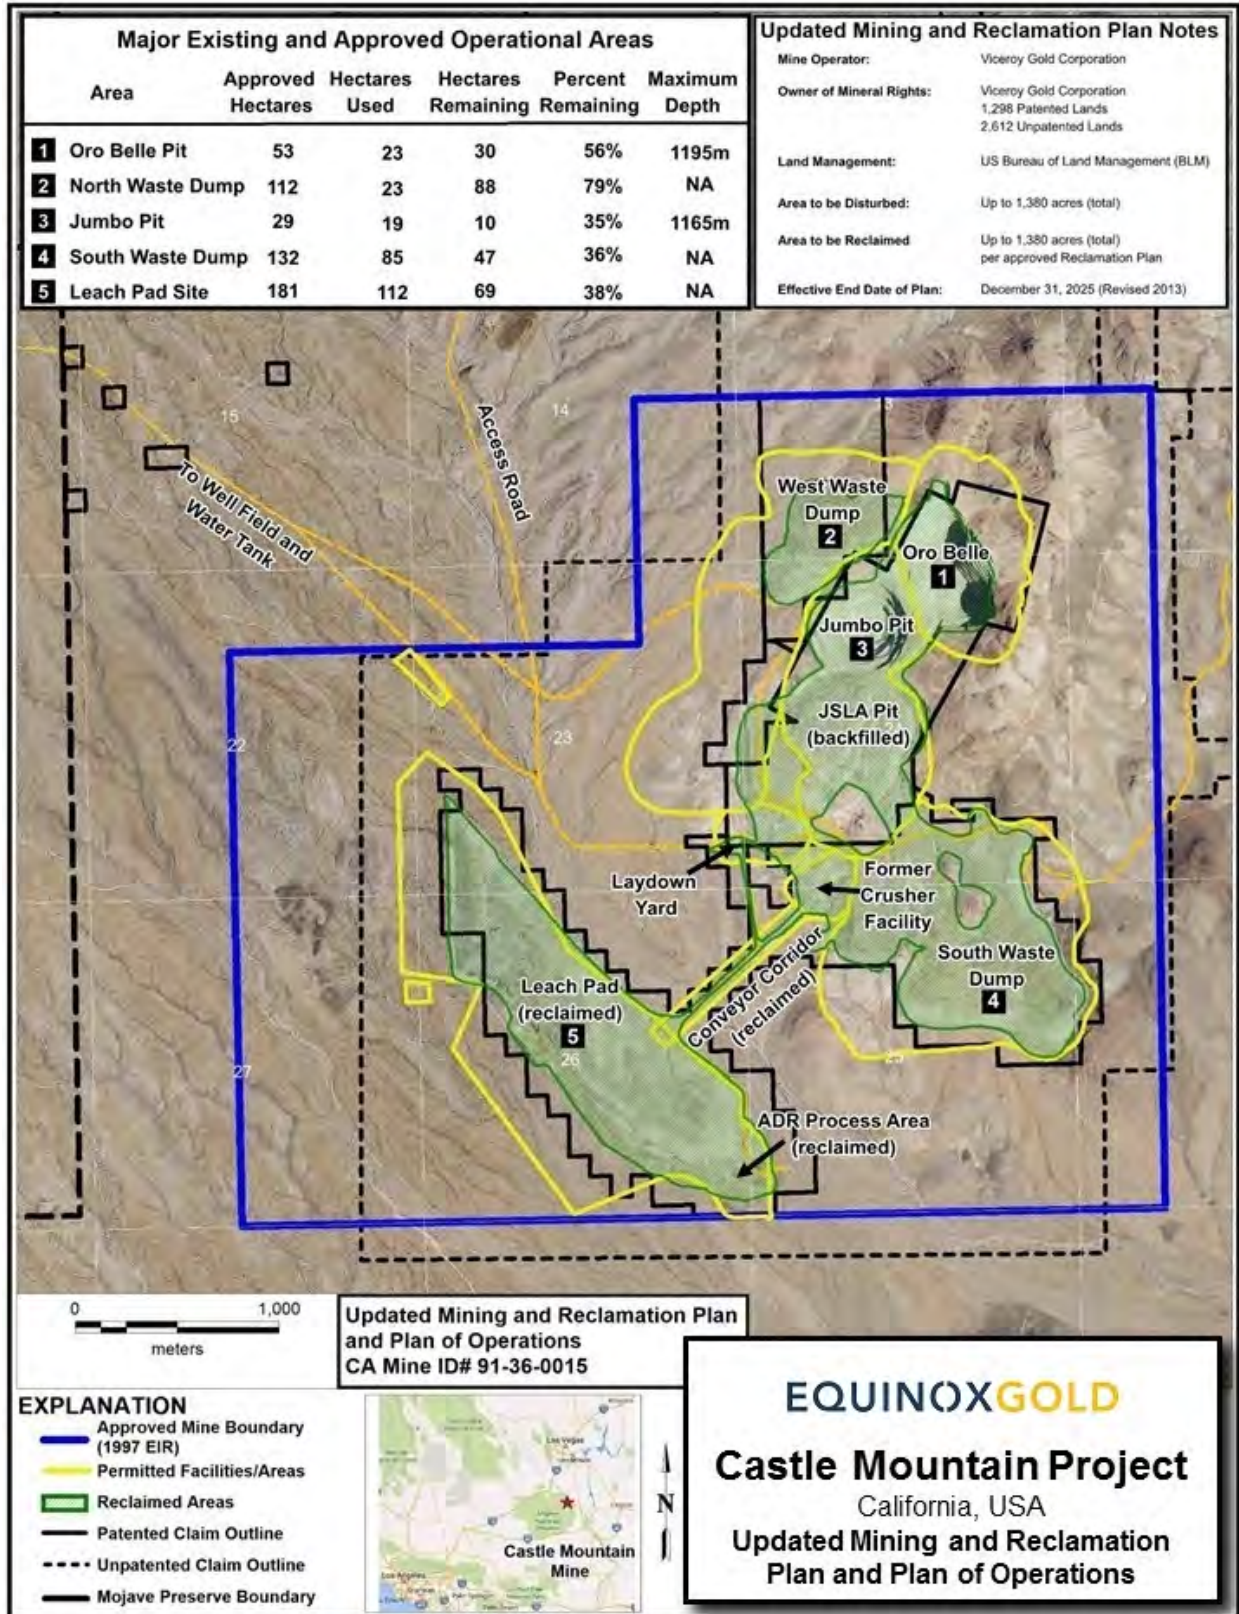 Major Existing and Approved Operational Areas
Area Approved Hectares Hectares Used Hectares Remaining Percent Remaining Maximum Depth
1 Oro Belle Pit 53 23 30 56% 1195m
2 North Waste Dump 112 23 88 79% NA
3 Jumbo Pit 29 19 10 35% 1165m
4 South Waste Dump 132 85 47 36% NA
5 Leach Pad Site 181 112 69 38% NA
Updated Mining and Reclamation Plan Notes
Mine Operator: Viceroy Gold Corporation
Owner of Mineral Rights: Viceroy Gold Corporation
1,298 Patented Lands
2,612 Unpatented Lands
Land Management: US Bureau of Land Management (BLM)
Area to be Disturbed: Up to 1,380 acres (total)
Area to be Reclaimed Up to 1,380 acres (total)
per approved Reclamation Plan
Effective End Date of Plan: December 31, 2025 (Revised 2013)
15
14
Access Road
To Well Field and
Water Tank
West Waste
Dump
2
Oro Belle
1
Jumbo Pit
3
JSLA Pit
(backfilled)
22
23
Laydown
Yard
Former
Crusher
Facility
South Waste
Dump
4
Conveyor Corridor
(reclaimed)
Leach Pad
(reclaimed)
5
26
25
27
ADR Process Area
(reclaimed)
0 1,000
meters
Updated Mining and Reclamation Plan
and Plan of Operations
CA Mine ID# 91-36-0015
EXPLANATION
Approved Mine Boundary
(1997 EIR)
Permitted Facilities/Areas
Reclaimed Areas
Patented Claim Outline
Unpatented Claim Outline
Mojave Preserve Boundary
Las Vegas
Castle Mountain
Mine
Los Angeles
N
EQUINOXGOLD
Castle Mountain Project
California, USA
Updated Mining and Reclamation
Plan and Plan of Operations